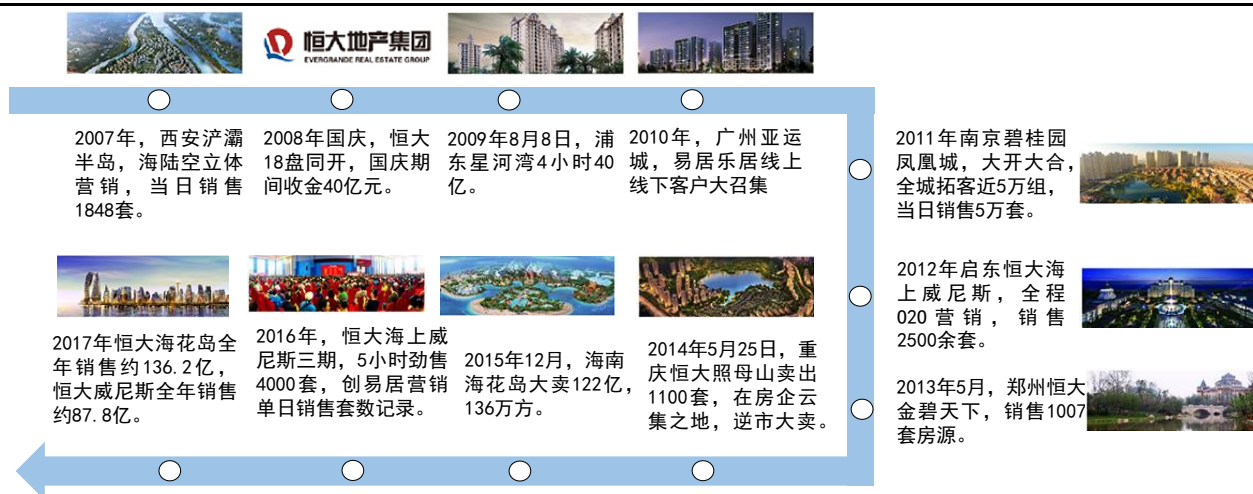 恒大地产集团
EVERGRANDE REAL ESTATE GROUP
2007年，西安浐灞
半岛，海陆空立体
营销，当日销售
1848套。
2008年国庆，恒大
18盘同开，国庆期
间收金40亿元。
2009年8月8日，浦
东星河湾4小时40
亿。
2010年，广州亚运
城，易居乐居线上
线下客户大召集
2011年南京碧桂园
凤凰城，大开大合，
全城拓客近5万组，
当日销售5万套。
2012年启东恒大海
上威尼斯，全程
020营销，销售
2500余套。
2013年5月，郑州恒大
金碧天下，销售1007
套房源。
2014年5月25日，重
庆恒大照母山卖出
1100套，在房企云
集之地，逆市大卖。
2015年12月，海南
海花岛大卖122亿，
136万方。
2016年，恒大海上威
尼斯三期，5小时劲售
4000套，创易居营销
单日销售套数记录。
2017年恒大海花岛全
年销售约136.2亿，
恒大威尼斯全年销售
约87.8亿。